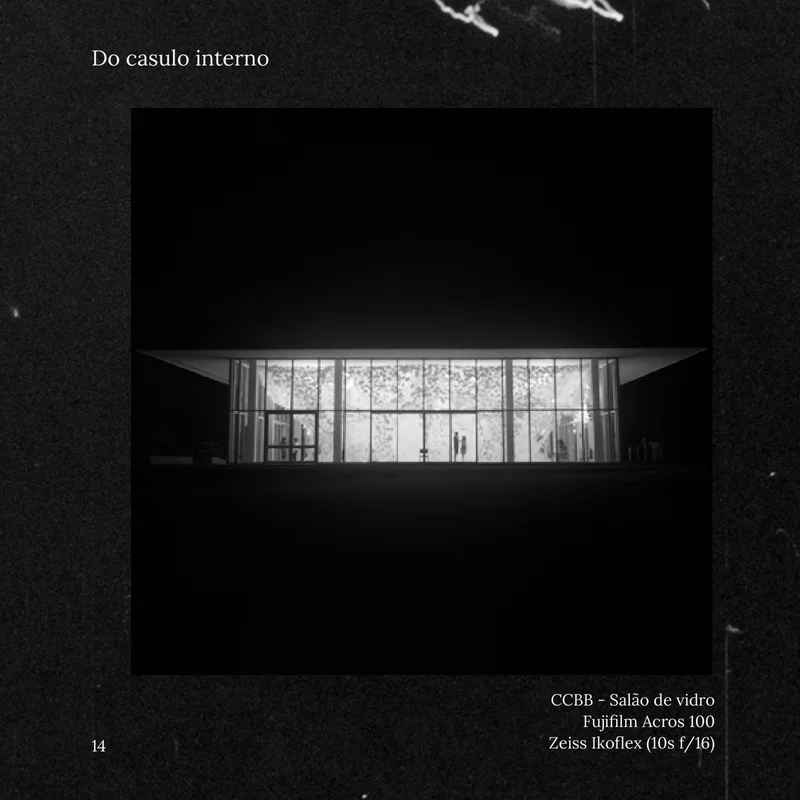 Do casulo interno
CCBB - Salão de vidro
Fujifilm Acros 100
Zeiss Ikoflex (10s f/16)
14